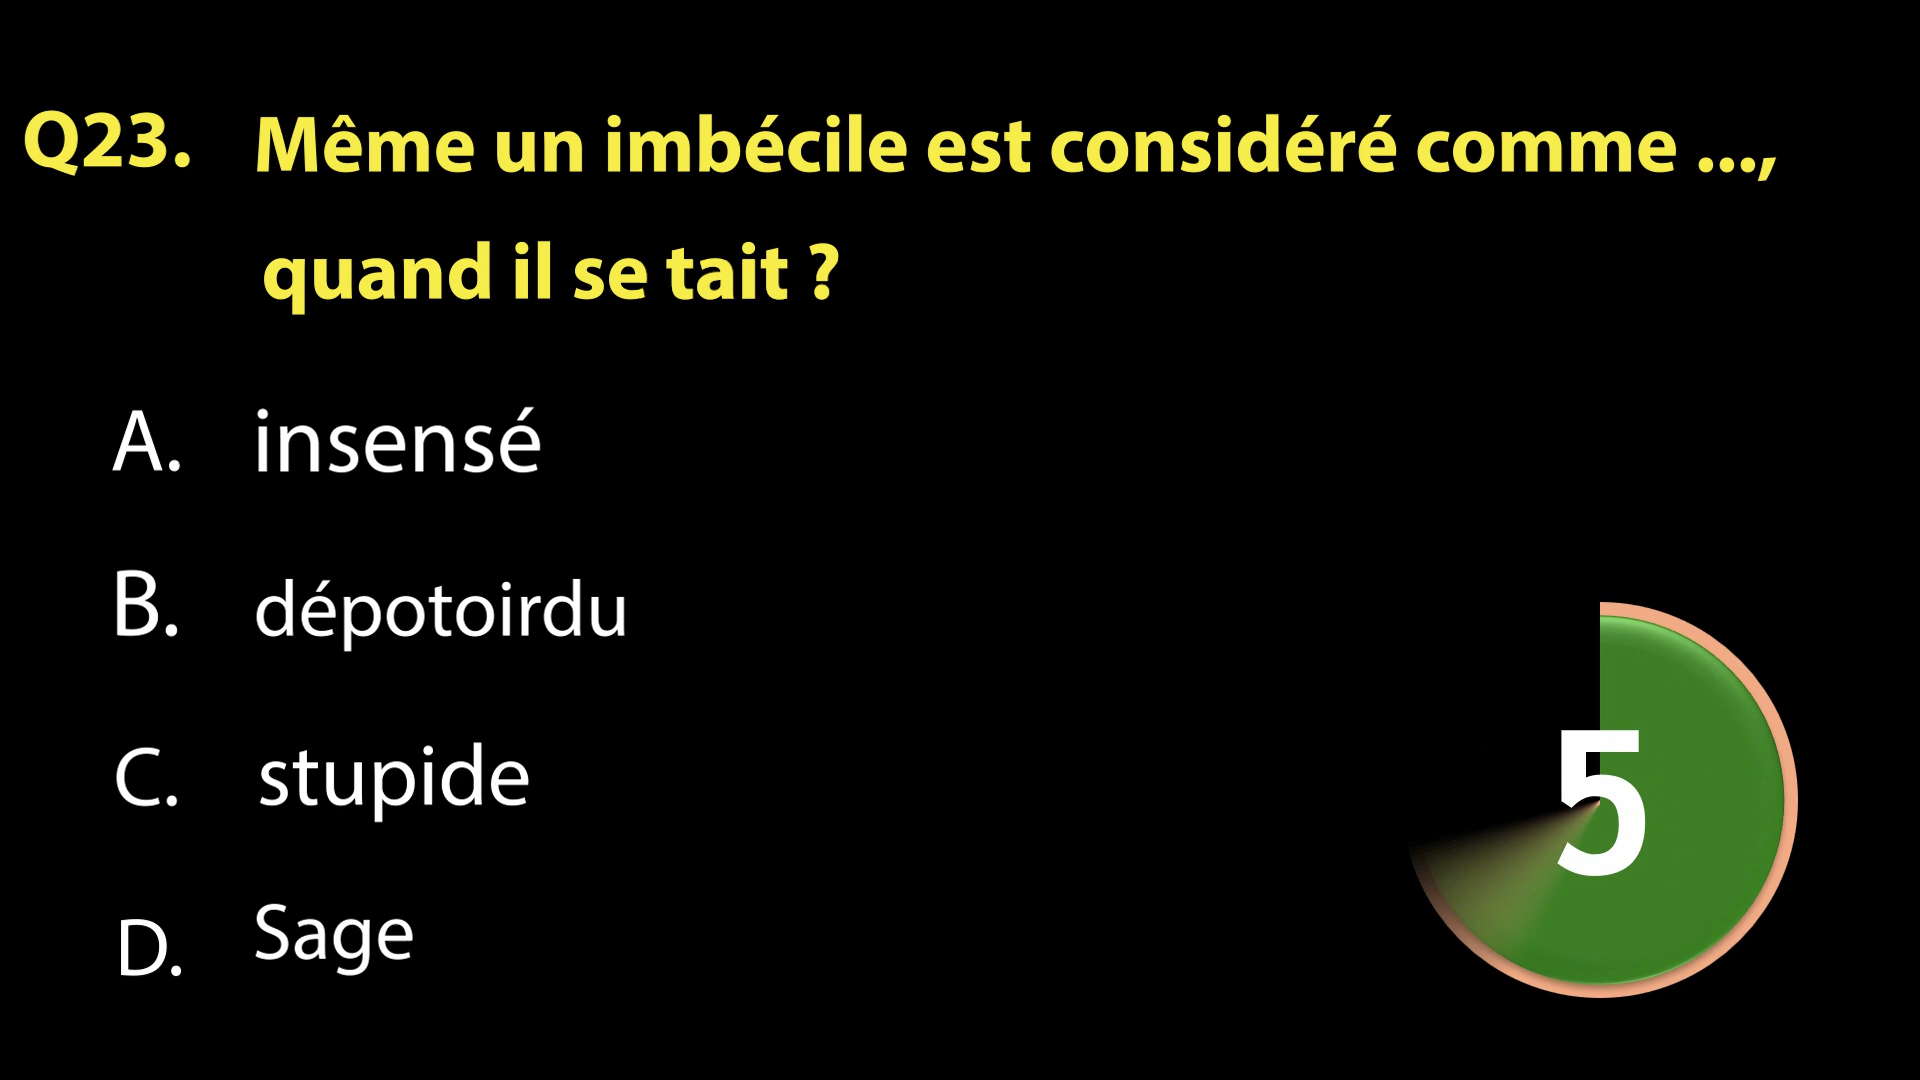 Q23. Même un imbécile est considéré comme ...,
quand il se tait ?
A. insensé
B. dépotoirdu
C. stupide
D. Sage
5